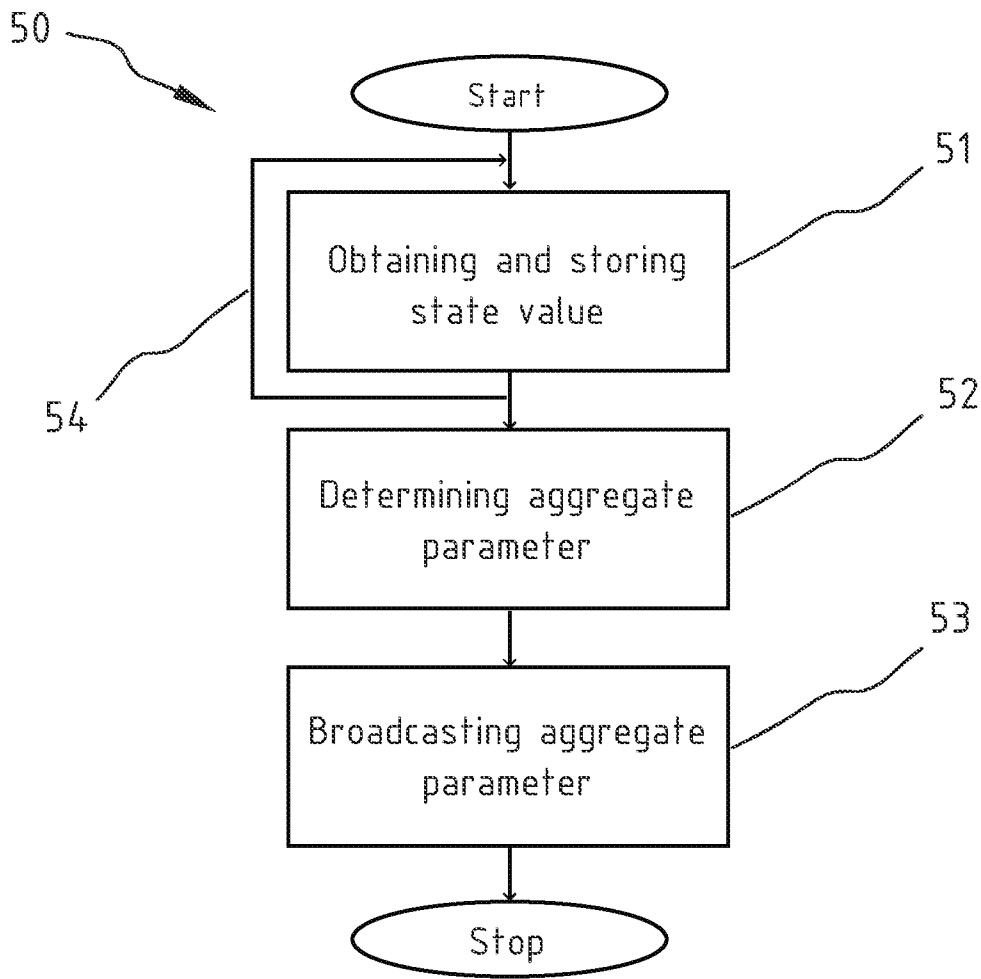 50
Start
51
Obtaining and storing
state value
54
52
Determining aggregate
parameter
53
Broadcasting aggregate
parameter
Stop